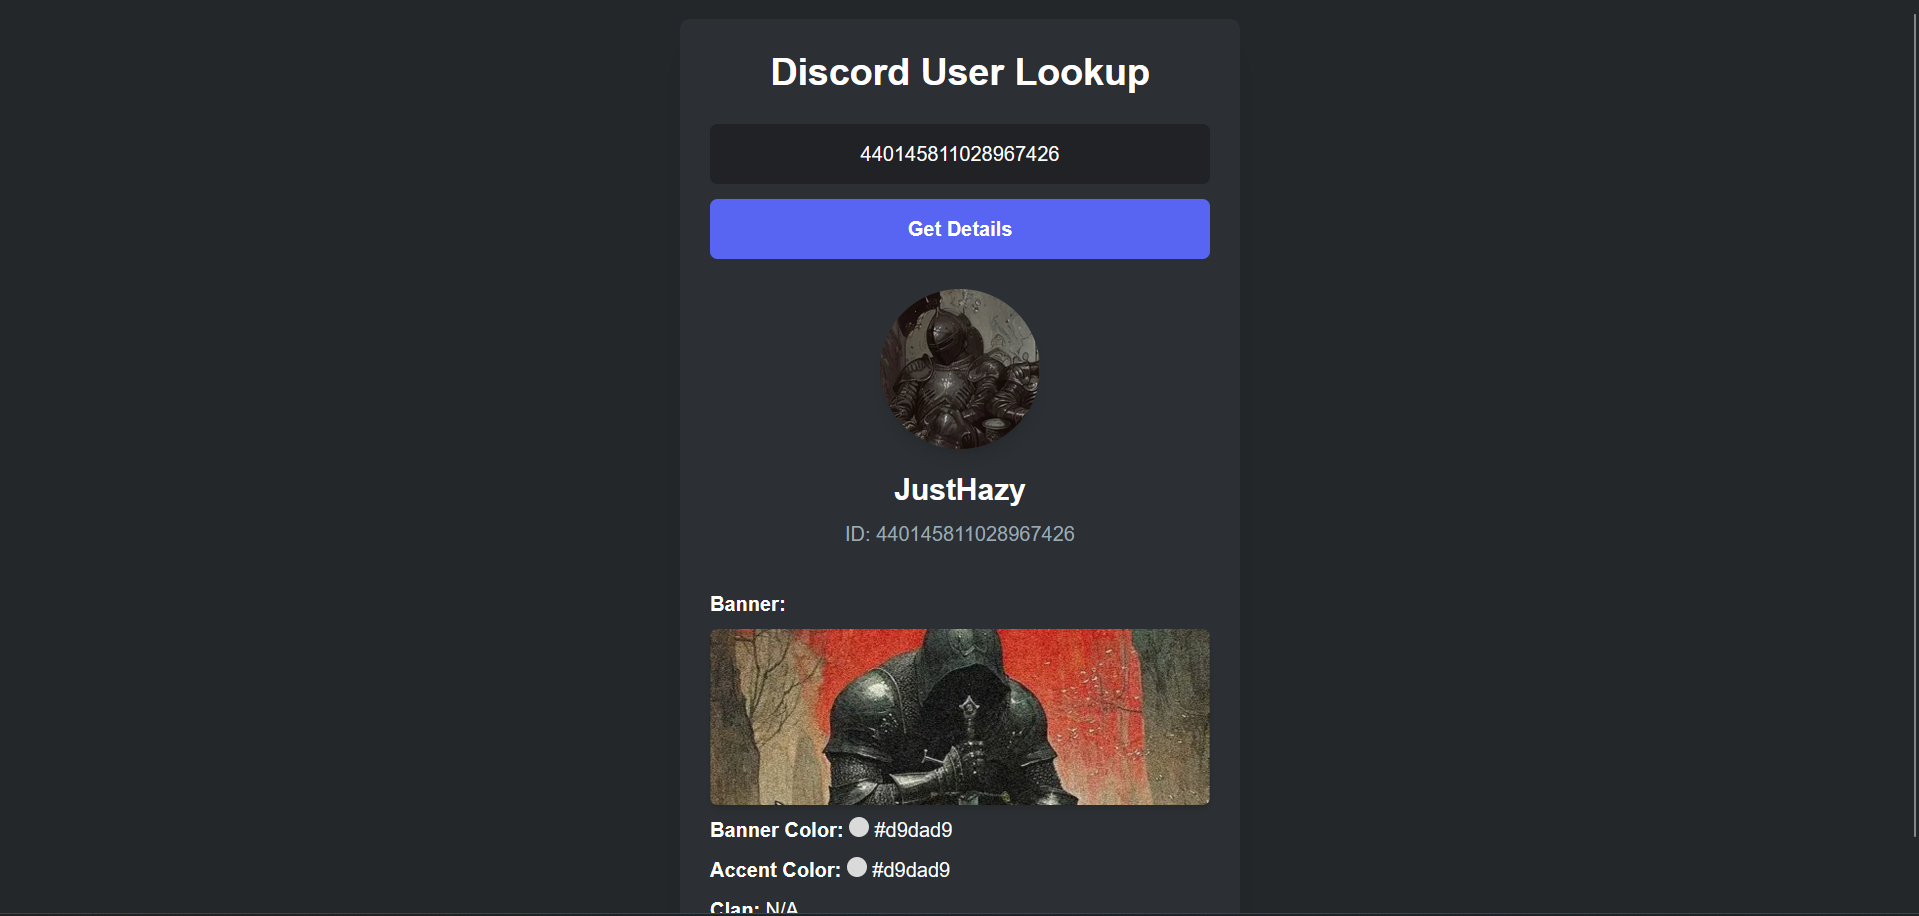 Discord User Lookup
440145811028967426
Get Details
JustHazy
ID: 440145811028967426
Banner:
Banner Color: #d9dad9
Accent Color: #d9dad9
Clan: N/A